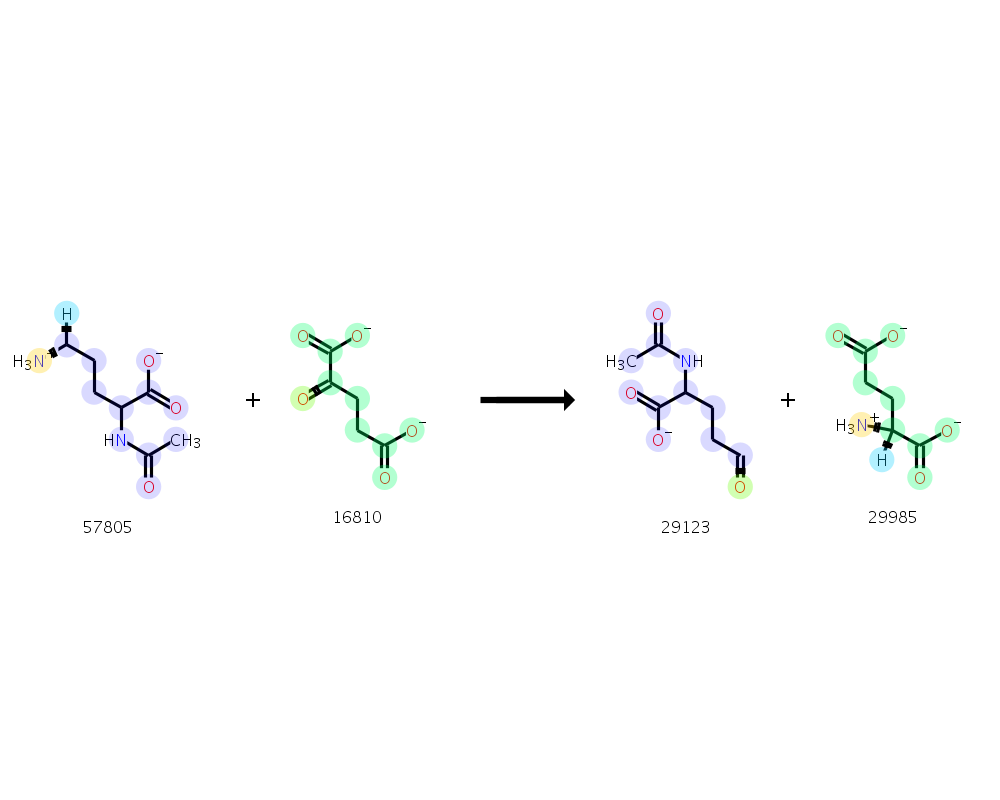 H
H₃N
O⁻
O
HN
CH₃
O
57805
+
O
O⁻
O
O⁻
O
16810
O
H₃C
NH
O
O⁻
O
29123
+
O
O⁻
H₃N⁺
O⁻
H
O
29985